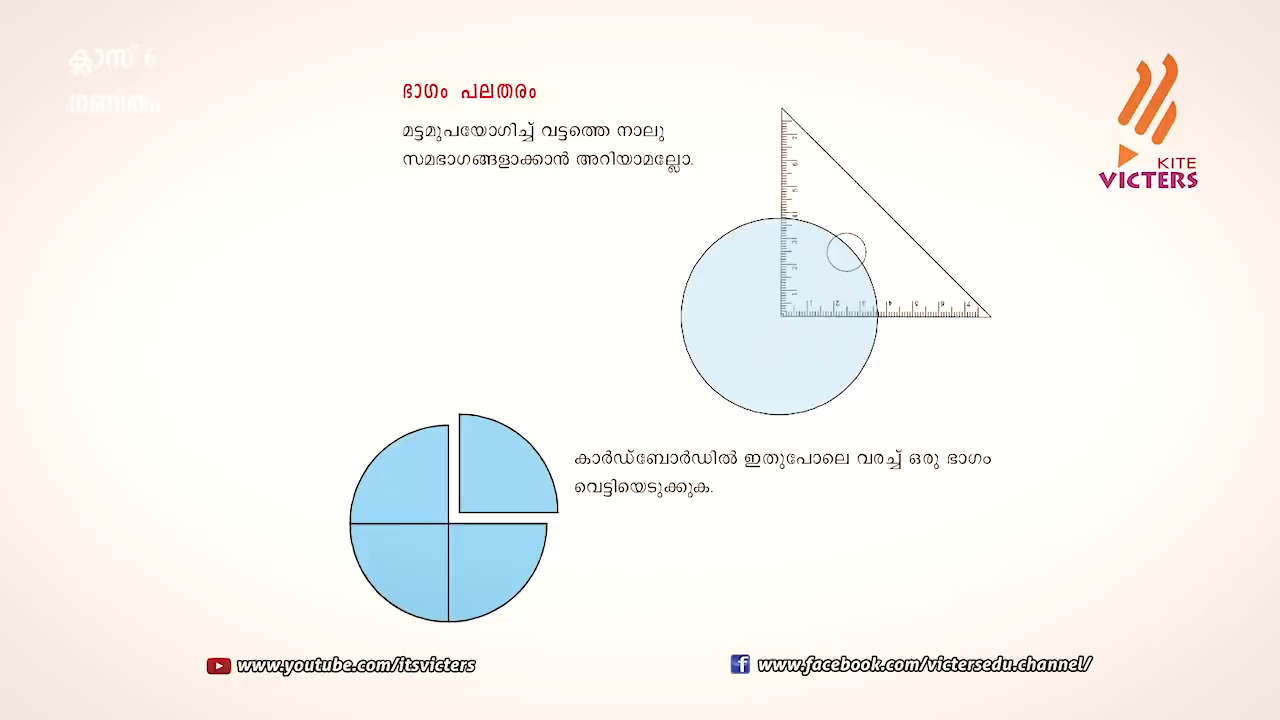 ക്ലാസ് 6
ഗണിതം
ഭാഗം പലതരം
മട്ടമുപയോഗിച്ച് വട്ടത്തെ നാലു
സമഭാഗങ്ങളാക്കാൻ അറിയാമല്ലോ.
KITE
VICTERS
കാർഡ്ബോർഡിൽ ഇതുപോലെ വരച്ച് ഒരു ഭാഗം
വെട്ടിയെടുക്കുക.
www.youtube.com/itsvicters
www.facebook.com/victersedu.channel/